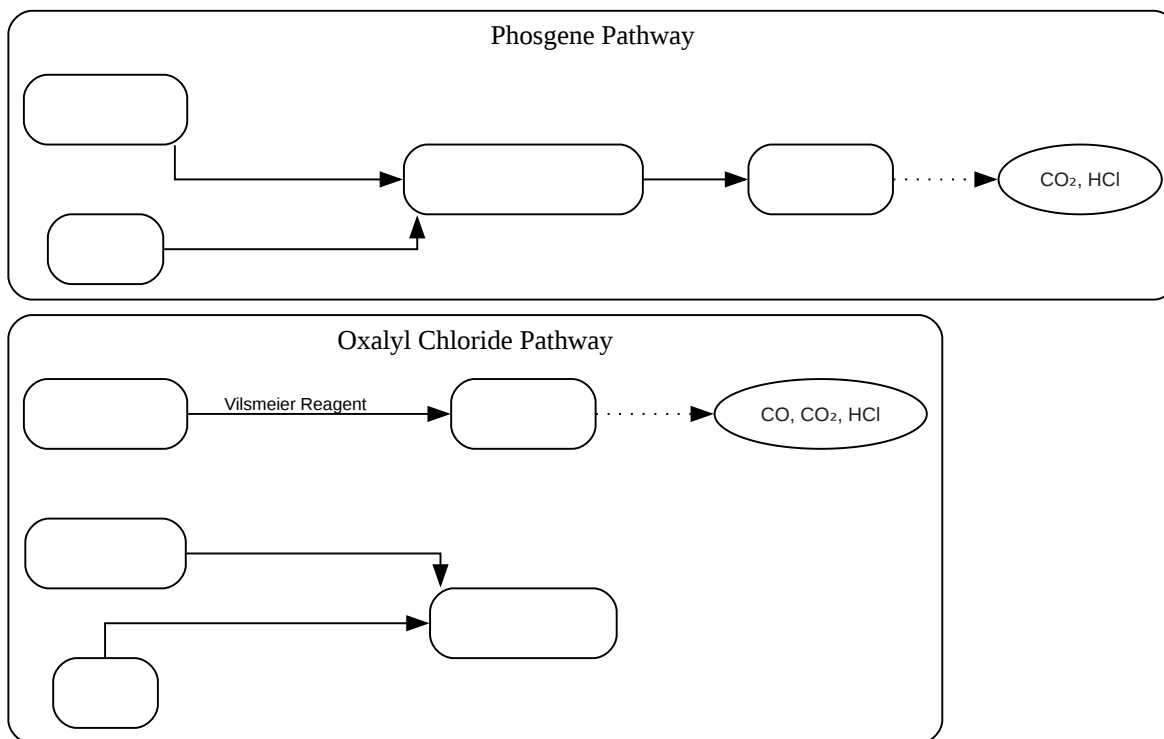 Phosgene Pathway
CO₂, HCl
Oxalyl Chloride Pathway
Vilsmeier Reagent
CO, CO₂, HCl